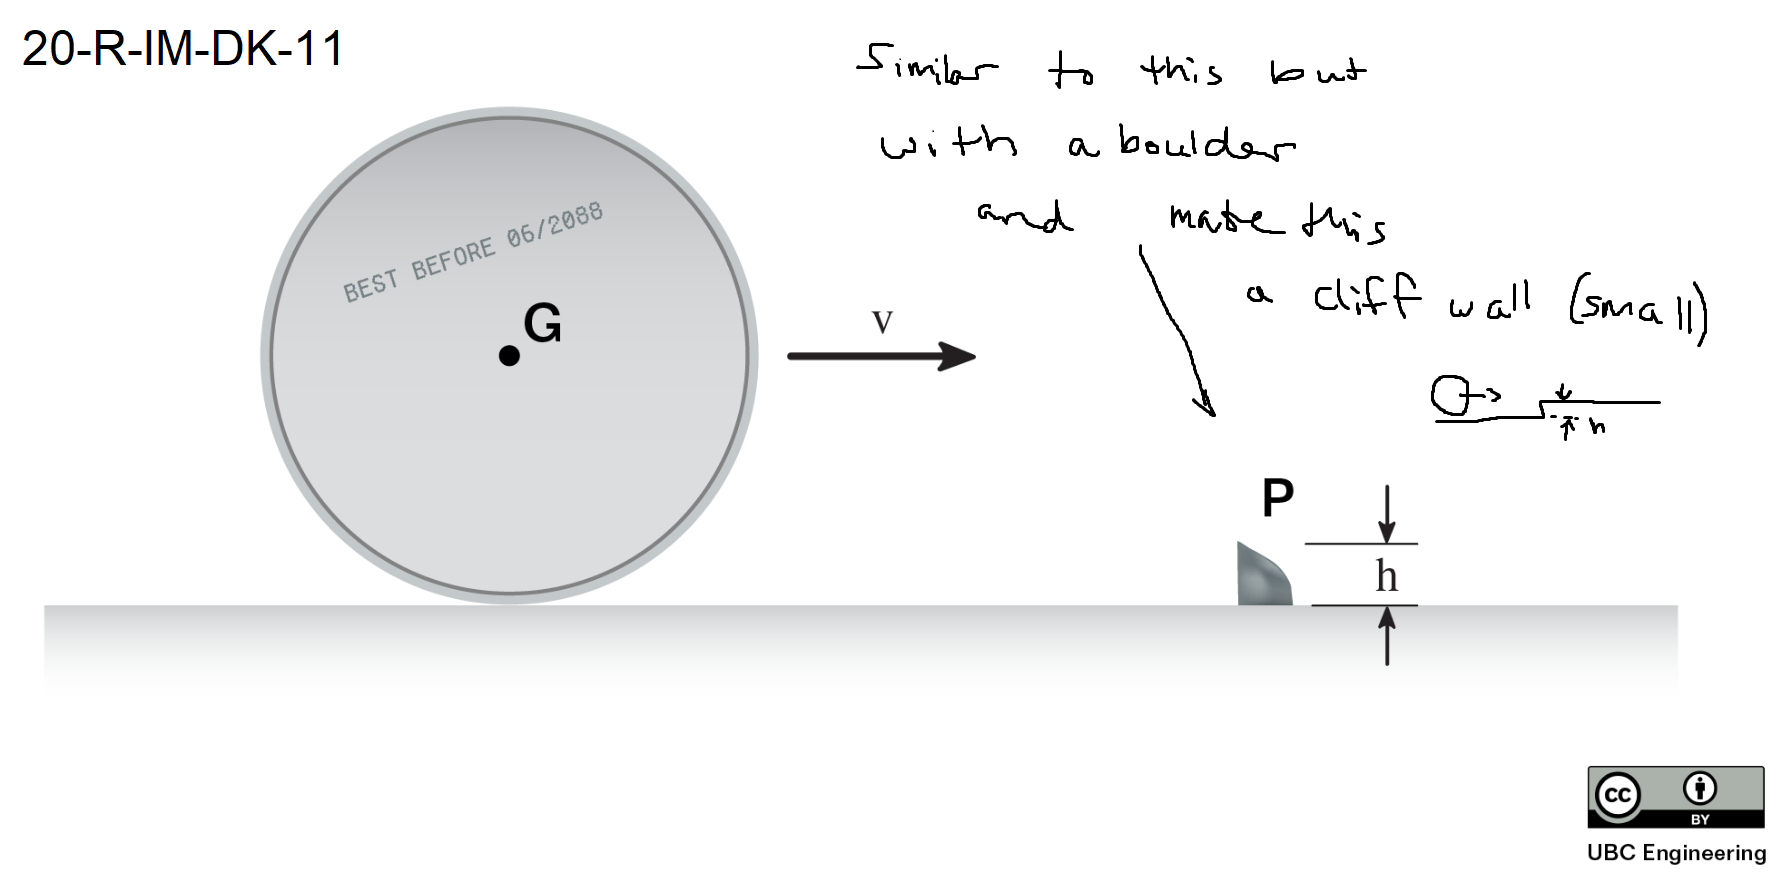 20-R-IM-DK-11
Similar to this but
with a boulder
and make this
a cliff wall (small)
BEST BEFORE 06/2088
G
v
h
P
h
CC
BY
UBC Engineering